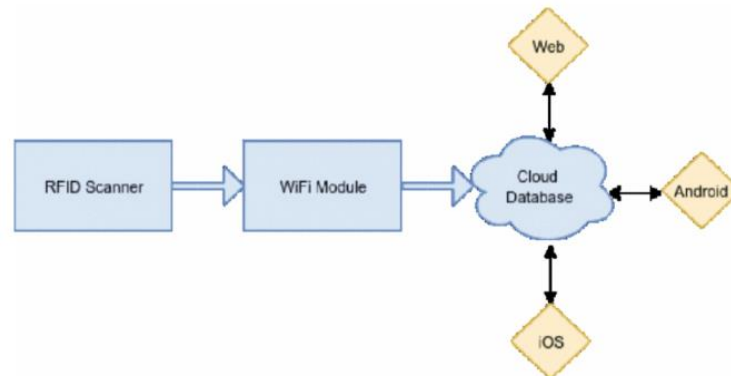 Web
RFID Scanner
WiFi Module
Cloud
Database
Android
iOS